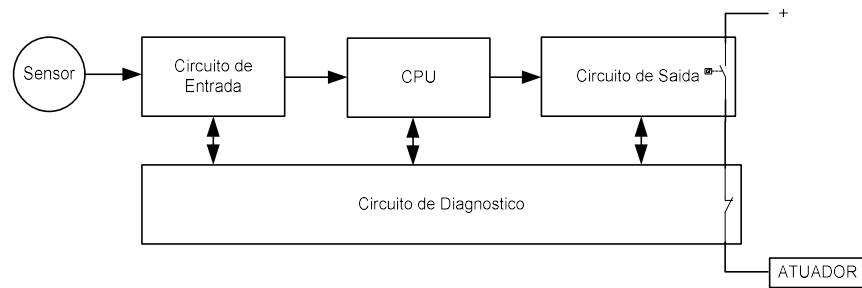 +
Sensor
Circuito de
Entrada
CPU
Circuito de Saida
Circuito de Diagnostico
ATUADOR